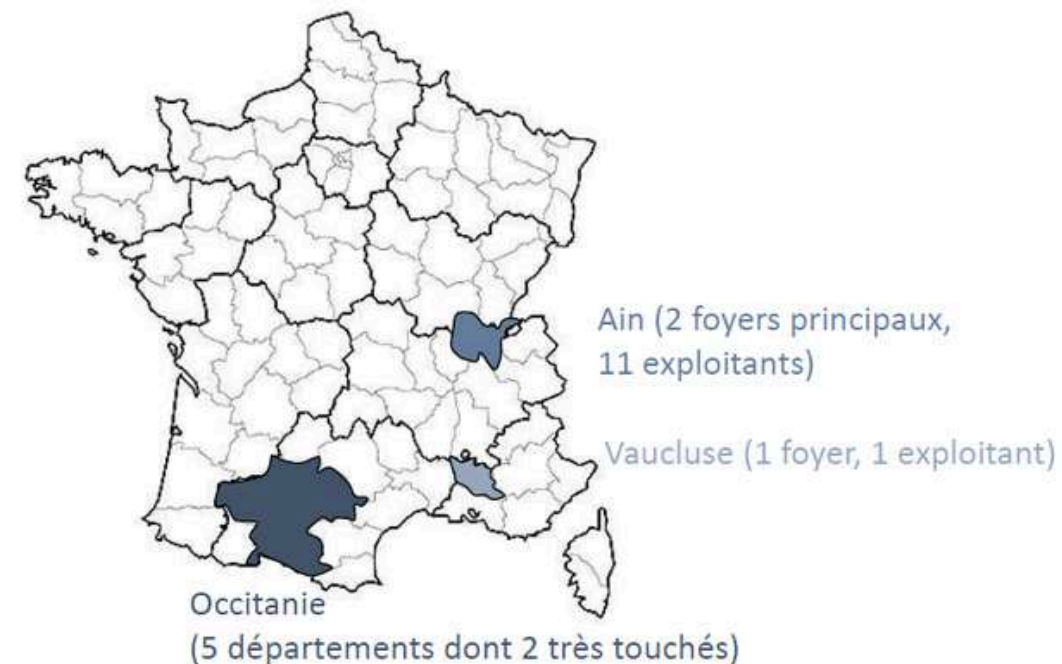 Ain (2 foyers principaux,
11 exploitants)
Vaucluse (1 foyer, 1 exploitant)
Occitanie
(5 départements dont 2 très touchés)